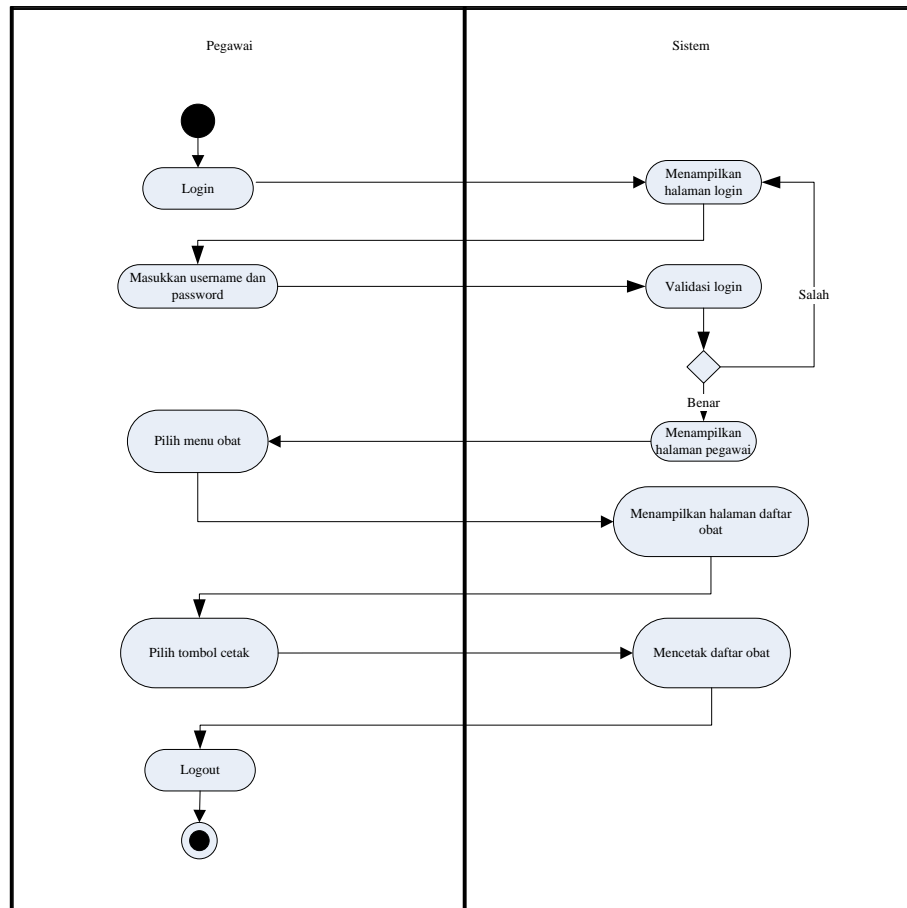 Pegawai
Sistem
Login
Menampilkan
halaman login
Masukkan username dan
password
Validasi login
Salah
Benar
Pilih menu obat
Menampilkan
halaman pegawai
Menampilkan halaman daftar
obat
Pilih tombol cetak
Mencetak daftar obat
Logout